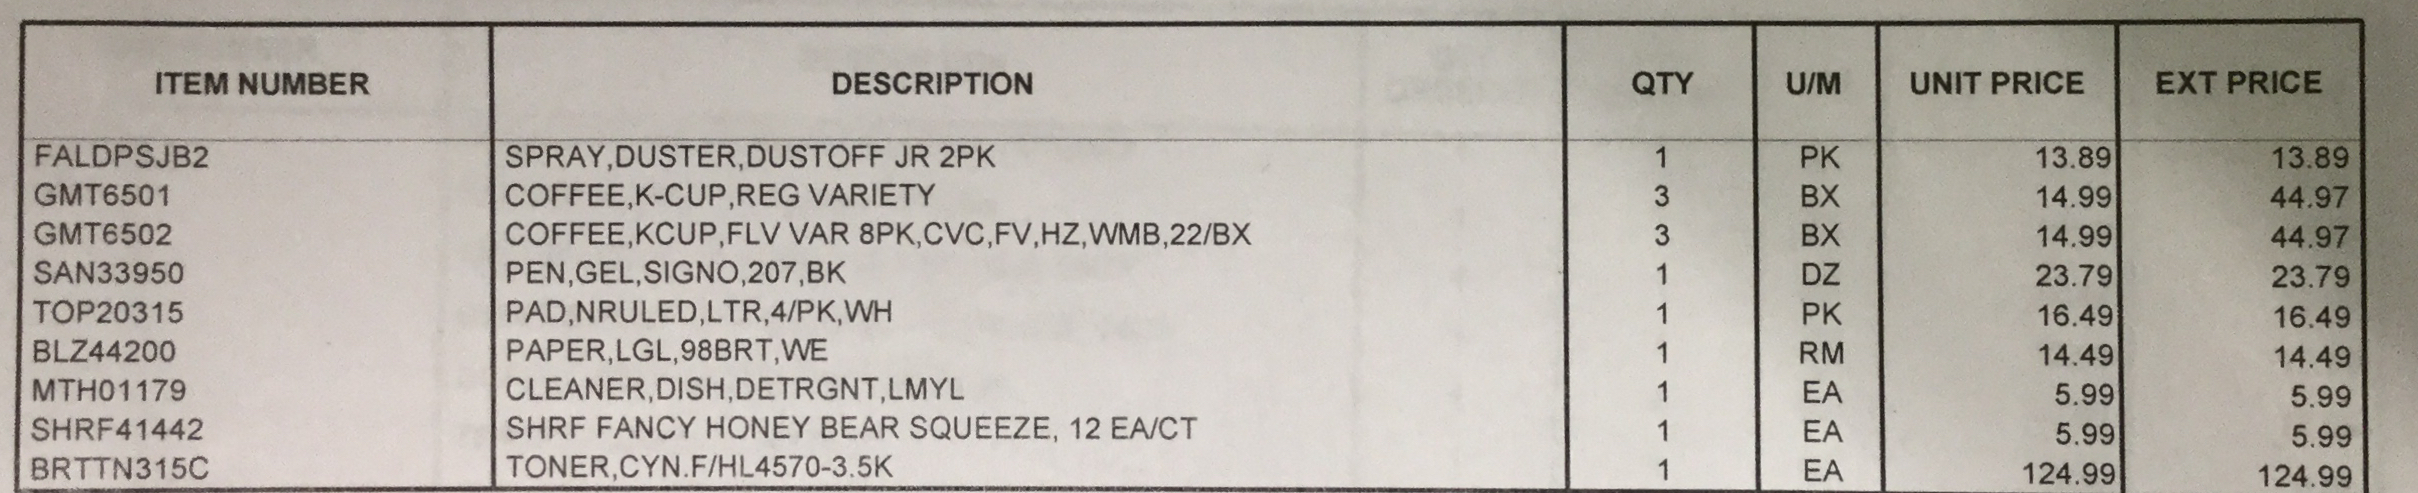 ITEM NUMBER DESCRIPTION QTY U/M UNIT PRICE EXT PRICE
FALDPSJB2 SPRAY,DUSTER,DUSTOFF JR 2PK 1 PK 13.89 13.89
GMT6501 COFFEE,K-CUP,REG VARIETY 3 BX 14.99 44.97
GMT6502 COFFEE,KCUP,FLV VAR 8PK,CVC,FV,HZ,WMB,22/BX 3 BX 14.99 44.97
SAN33950 PEN,GEL,SIGNO,207,BK 1 DZ 23.79 23.79
TOP20315 PAD,NRULED,LTR,4/PK,WH 1 PK 16.49 16.49
BLZ44200 PAPER,LGL,98BRT,WE 1 RM 14.49 14.49
MTH01179 CLEANER,DISH,DETRGNT,LMYL 1 EA 5.99 5.99
SHRF41442 SHRF FANCY HONEY BEAR SQUEEZE, 12 EA/CT 1 EA 5.99 5.99
BRTTN315C TONER,CYN.F/HL4570-3.5K 1 EA 124.99 124.99